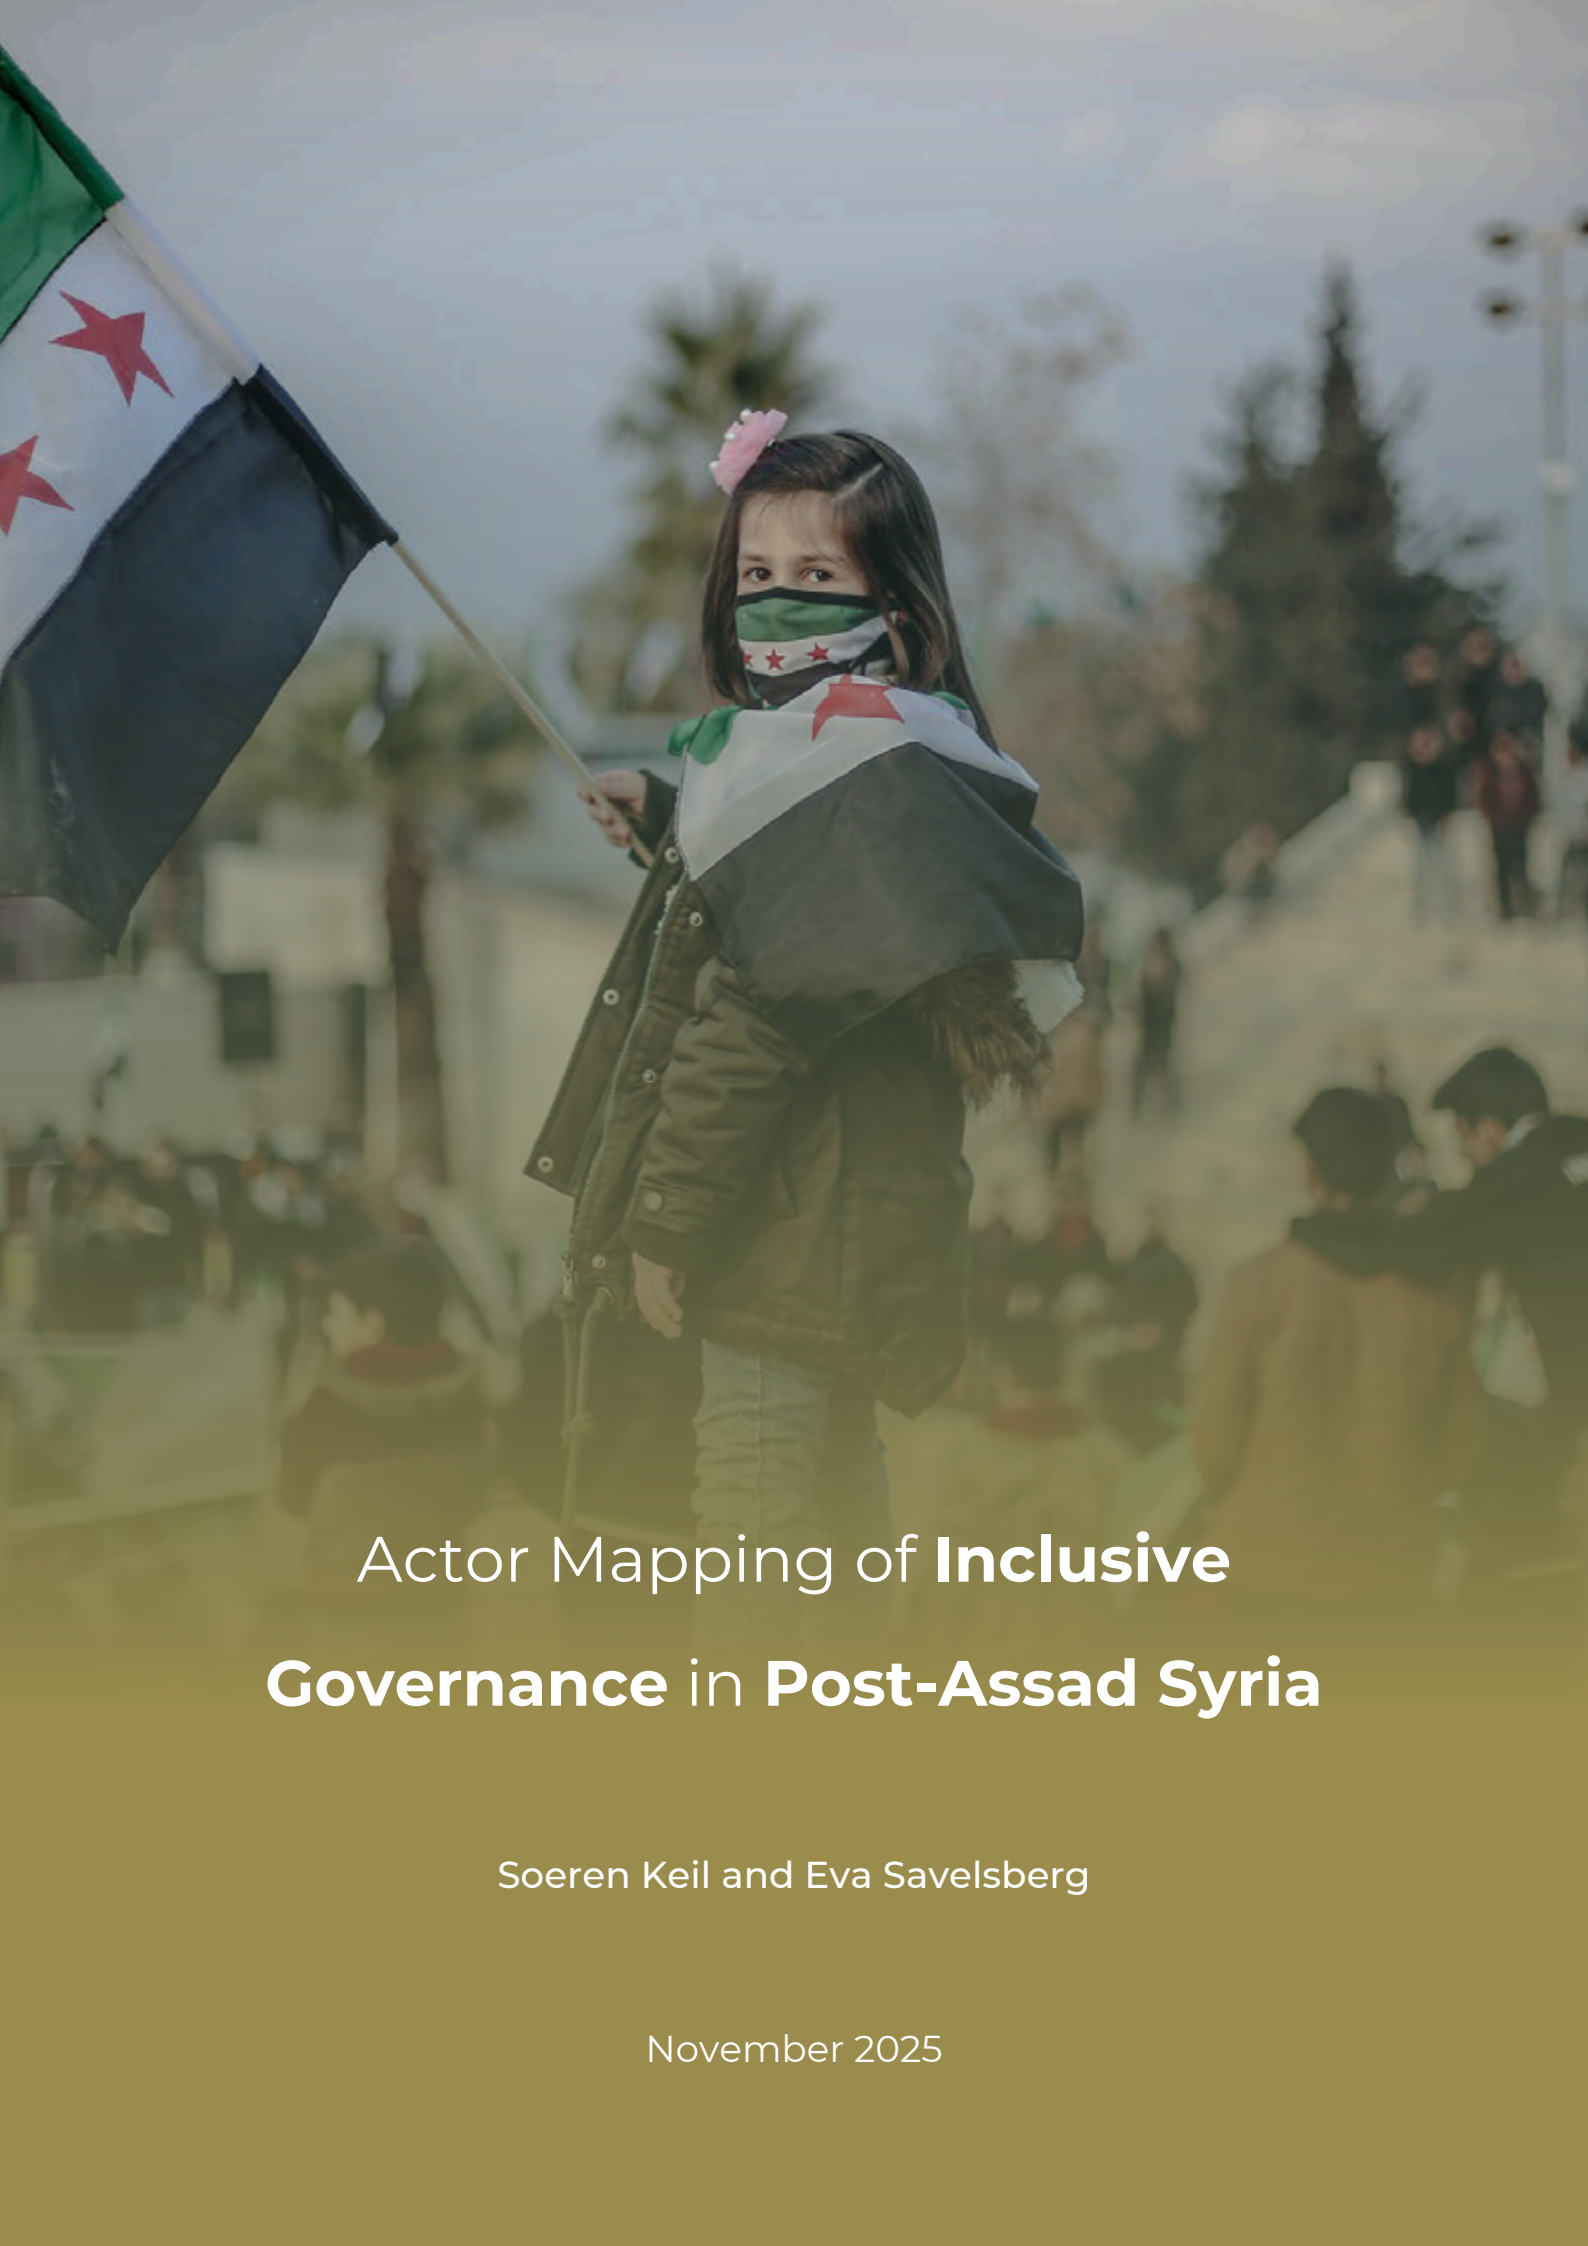 Actor Mapping of Inclusive
Governance in Post-Assad Syria
Soeren Keil and Eva Savelsberg
November 2025